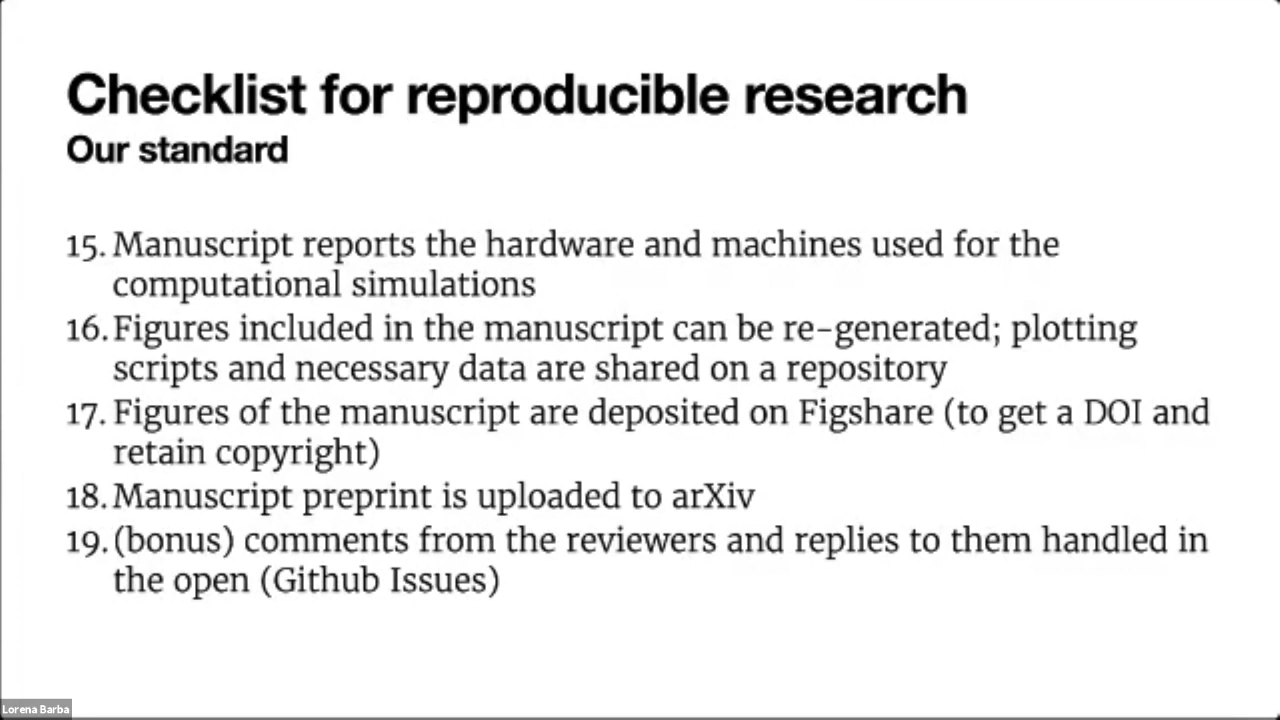 Checklist for reproducible research
Our standard
15. Manuscript reports the hardware and machines used for the
computational simulations
16. Figures included in the manuscript can be re-generated; plotting
scripts and necessary data are shared on a repository
17. Figures of the manuscript are deposited on Figshare (to get a DOI and
retain copyright)
18. Manuscript preprint is uploaded to arXiv
19. (bonus) comments from the reviewers and replies to them handled in
the open (Github Issues)
Lorena Barba